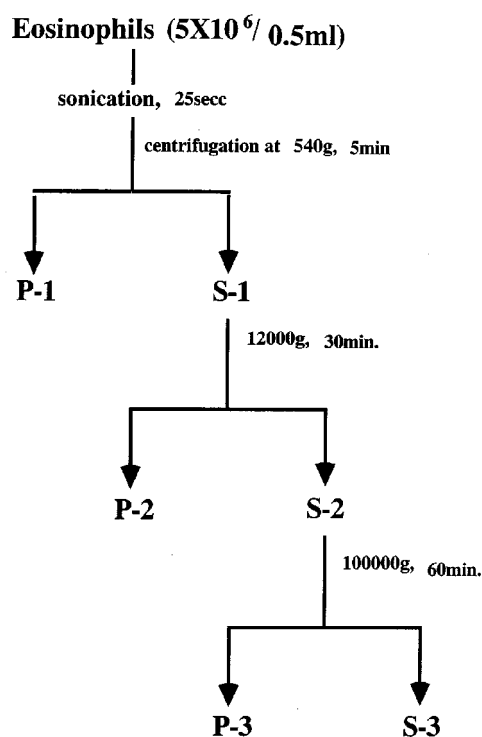 Eosinophils (5X10⁶/ 0.5ml)
sonication, 25secc
centrifugation at 540g, 5min
P-1 S-1
12000g, 30min.
P-2 S-2
100000g, 60min.
P-3 S-3